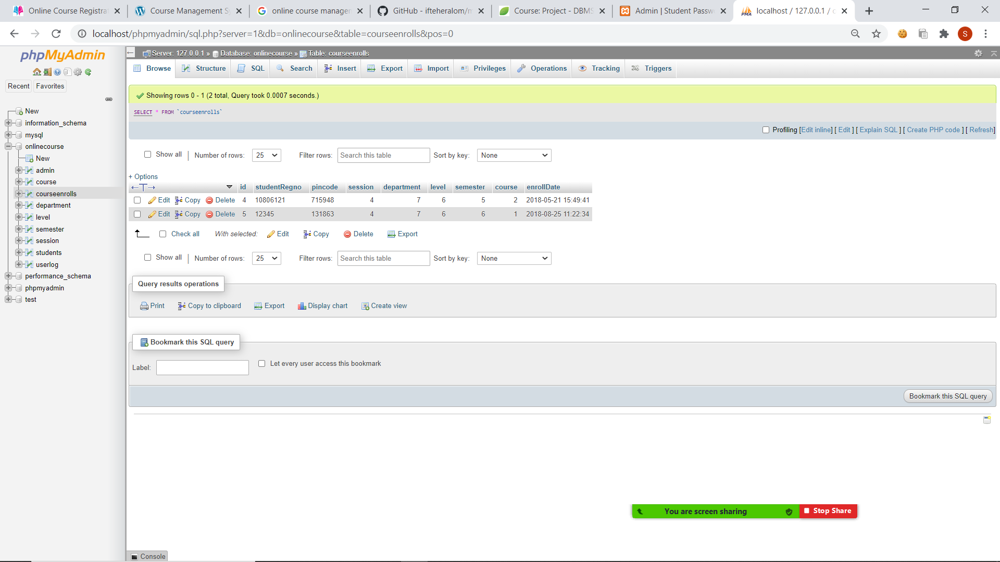 Online Course Registra
Course Management Sy
online course manager
GitHub - ifteheralom/m
Course: Project - DBMS
Admin | Student Passw
localhost / 127.0.0.1 / c
localhost/phpmyadmin/sql.php?server=1&db=onlinecourse&table=courseenrolls&pos=0
S
phpMyAdmin
Recent Favorites
New
information_schema
mysql
onlinecourse
New
admin
course
courseenrolls
department
level
semester
session
students
userlog
performance_schema
phpmyadmin
test
Server: 127.0.0.1 » Database: onlinecourse » Table: courseenrolls
Browse Structure SQL Search Insert Export Import Privileges Operations Tracking Triggers
Showing rows 0 - 1 (2 total, Query took 0.0007 seconds.)
SELECT * FROM `courseenrolls`
Profiling [Edit inline] [ Edit ] [ Explain SQL ] [ Create PHP code ] [ Refresh]
Show all | Number of rows: 25 Filter rows: Search this table Sort by key: None
+ Options
←T→ id studentRegno pincode session department level semester course enrollDate
Edit Copy Delete 4 10806121 715948 4 7 6 5 2 2018-05-21 15:49:41
Edit Copy Delete 5 12345 131863 4 7 6 6 1 2018-08-25 11:22:34
Check all With selected: Edit Copy Delete Export
Show all | Number of rows: 25 Filter rows: Search this table Sort by key: None
Query results operations
Print Copy to clipboard Export Display chart Create view
Bookmark this SQL query
Label: Let every user access this bookmark
Bookmark this SQL query
You are screen sharing Stop Share
Console